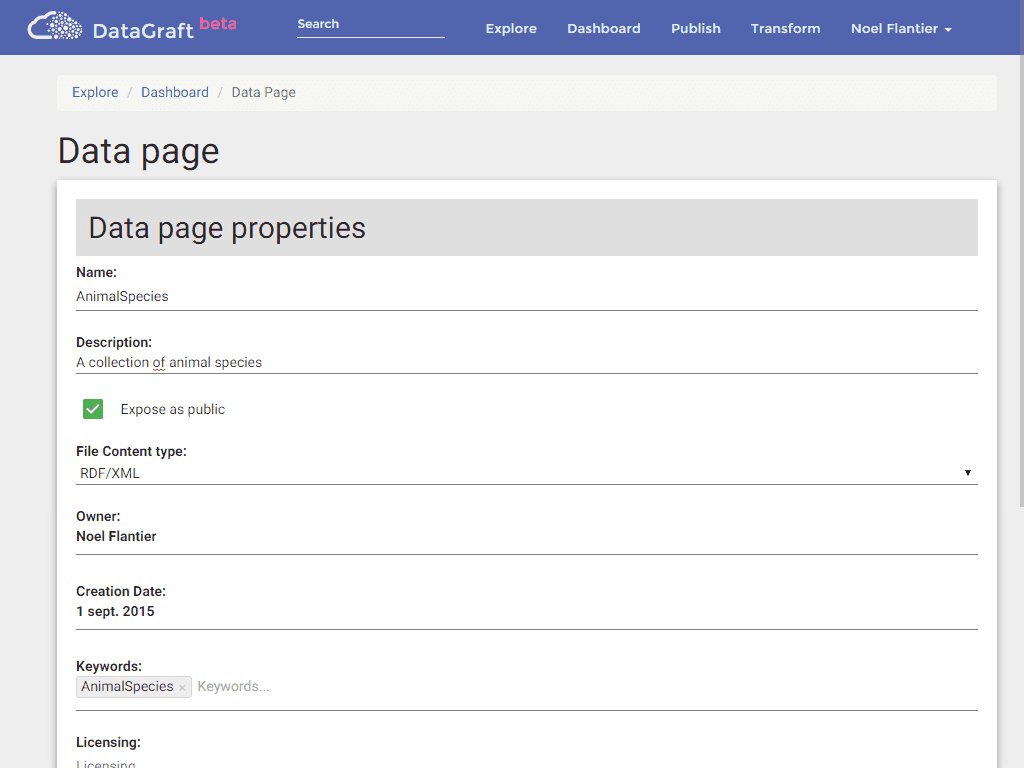 DataGraft beta
Search
Explore Dashboard Publish Transform Noel Flantier
Explore / Dashboard / Data Page
Data page
Data page properties
Name:
AnimalSpecies
Description:
A collection of animal species
Expose as public
File Content type:
RDF/XML
Owner:
Noel Flantier
Creation Date:
1 sept. 2015
Keywords:
AnimalSpecies × Keywords...
Licensing:
Licensing